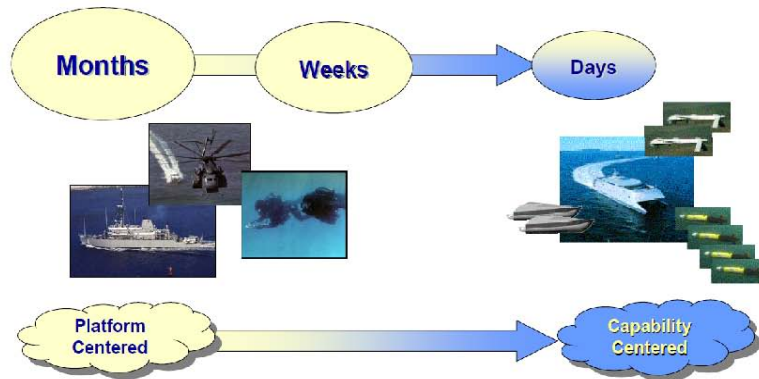 Months
Weeks
Days
Platform
Centered
Capability
Centered